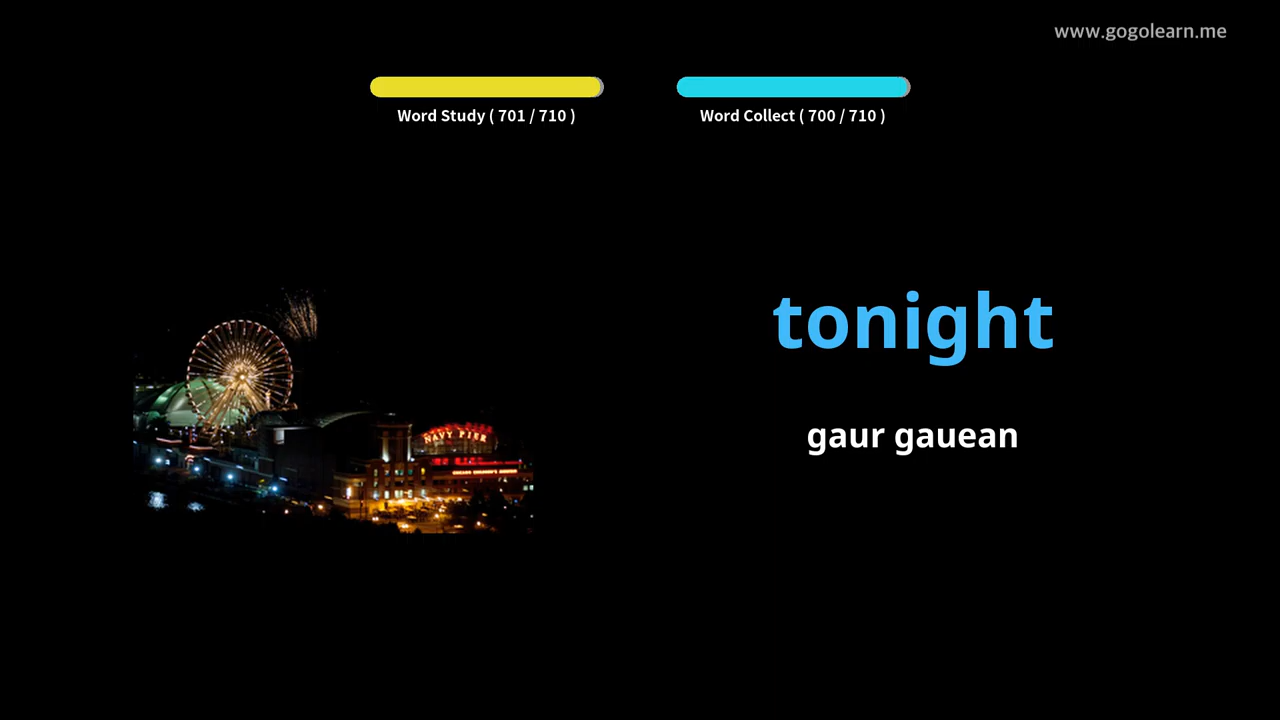 www.gogolearn.me
Word Study ( 701 / 710 )
Word Collect ( 700 / 710 )
tonight
gaur gauean
NAVY PIER